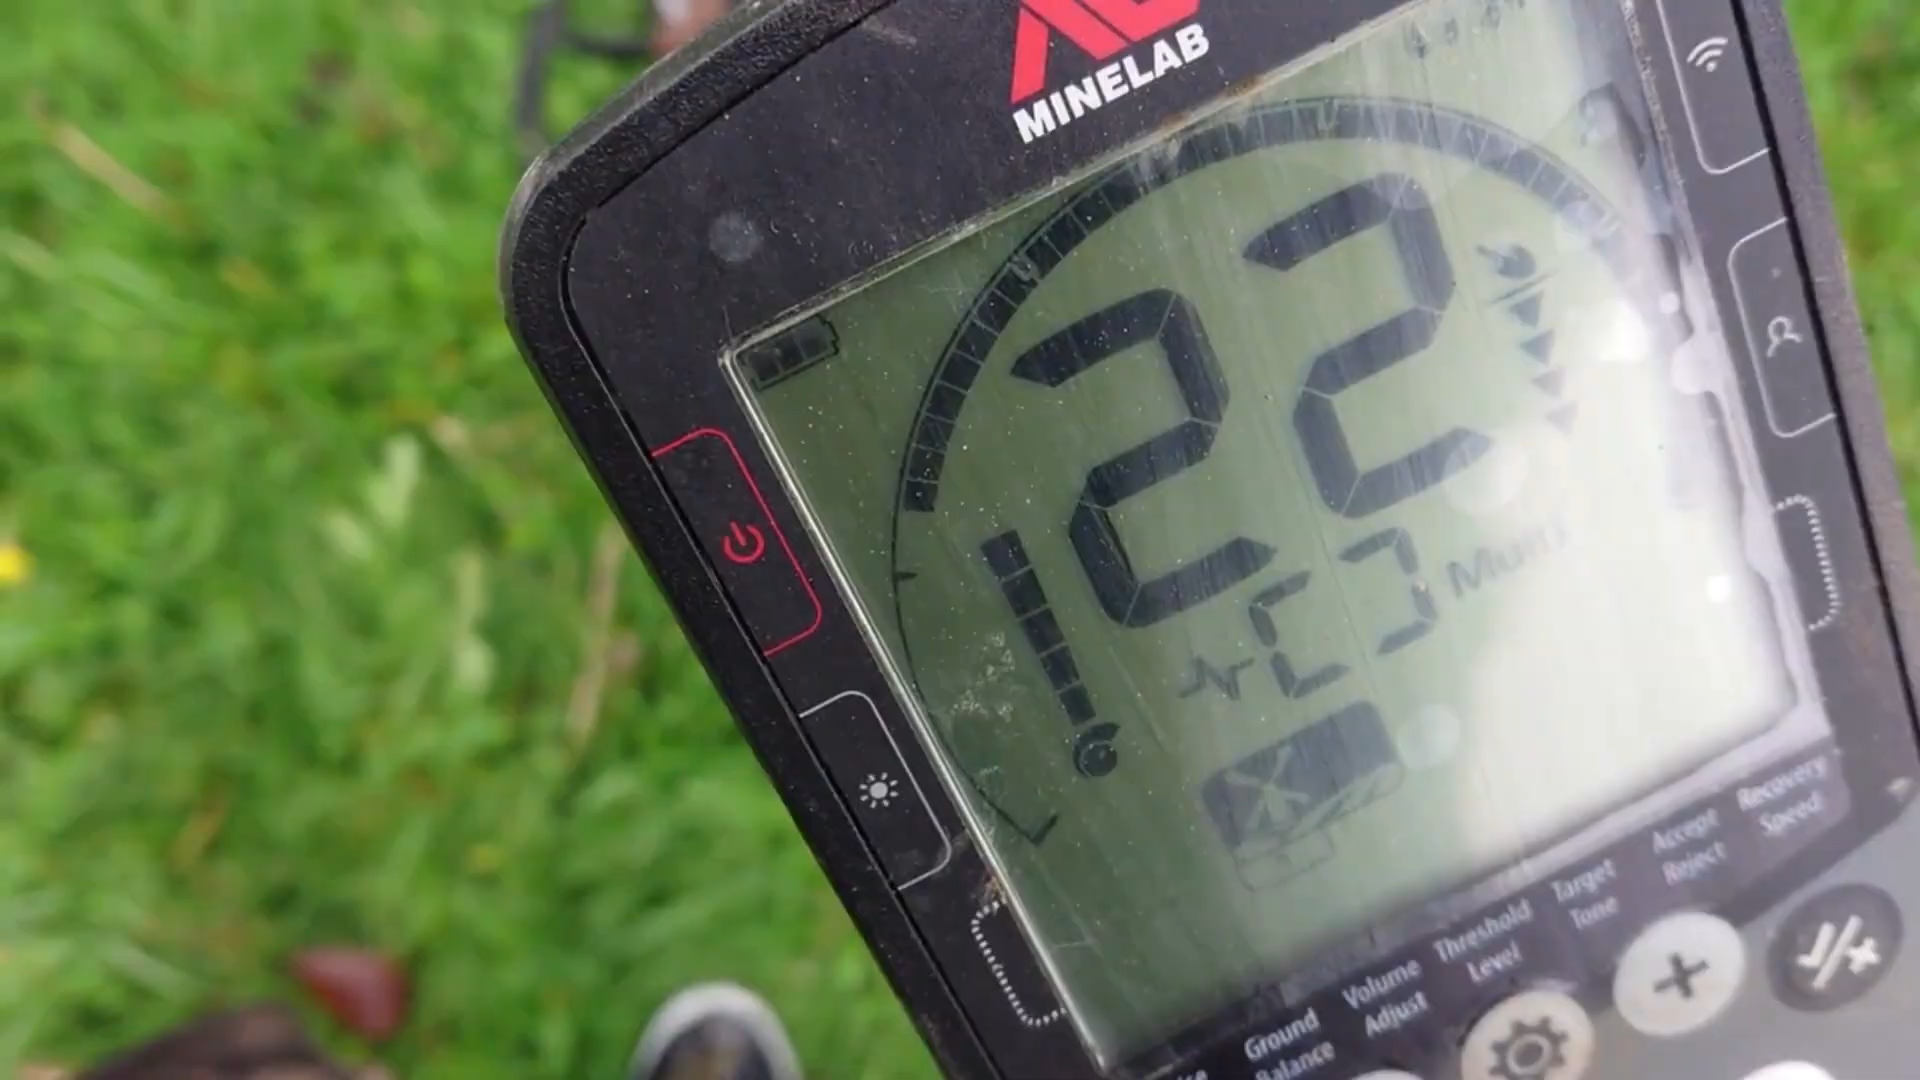 MINELAB
22
Multi
Recovery
Speed
Accept
Reject
Target
Tone
Threshold
Level
Volume
Adjust
Ground
Balance